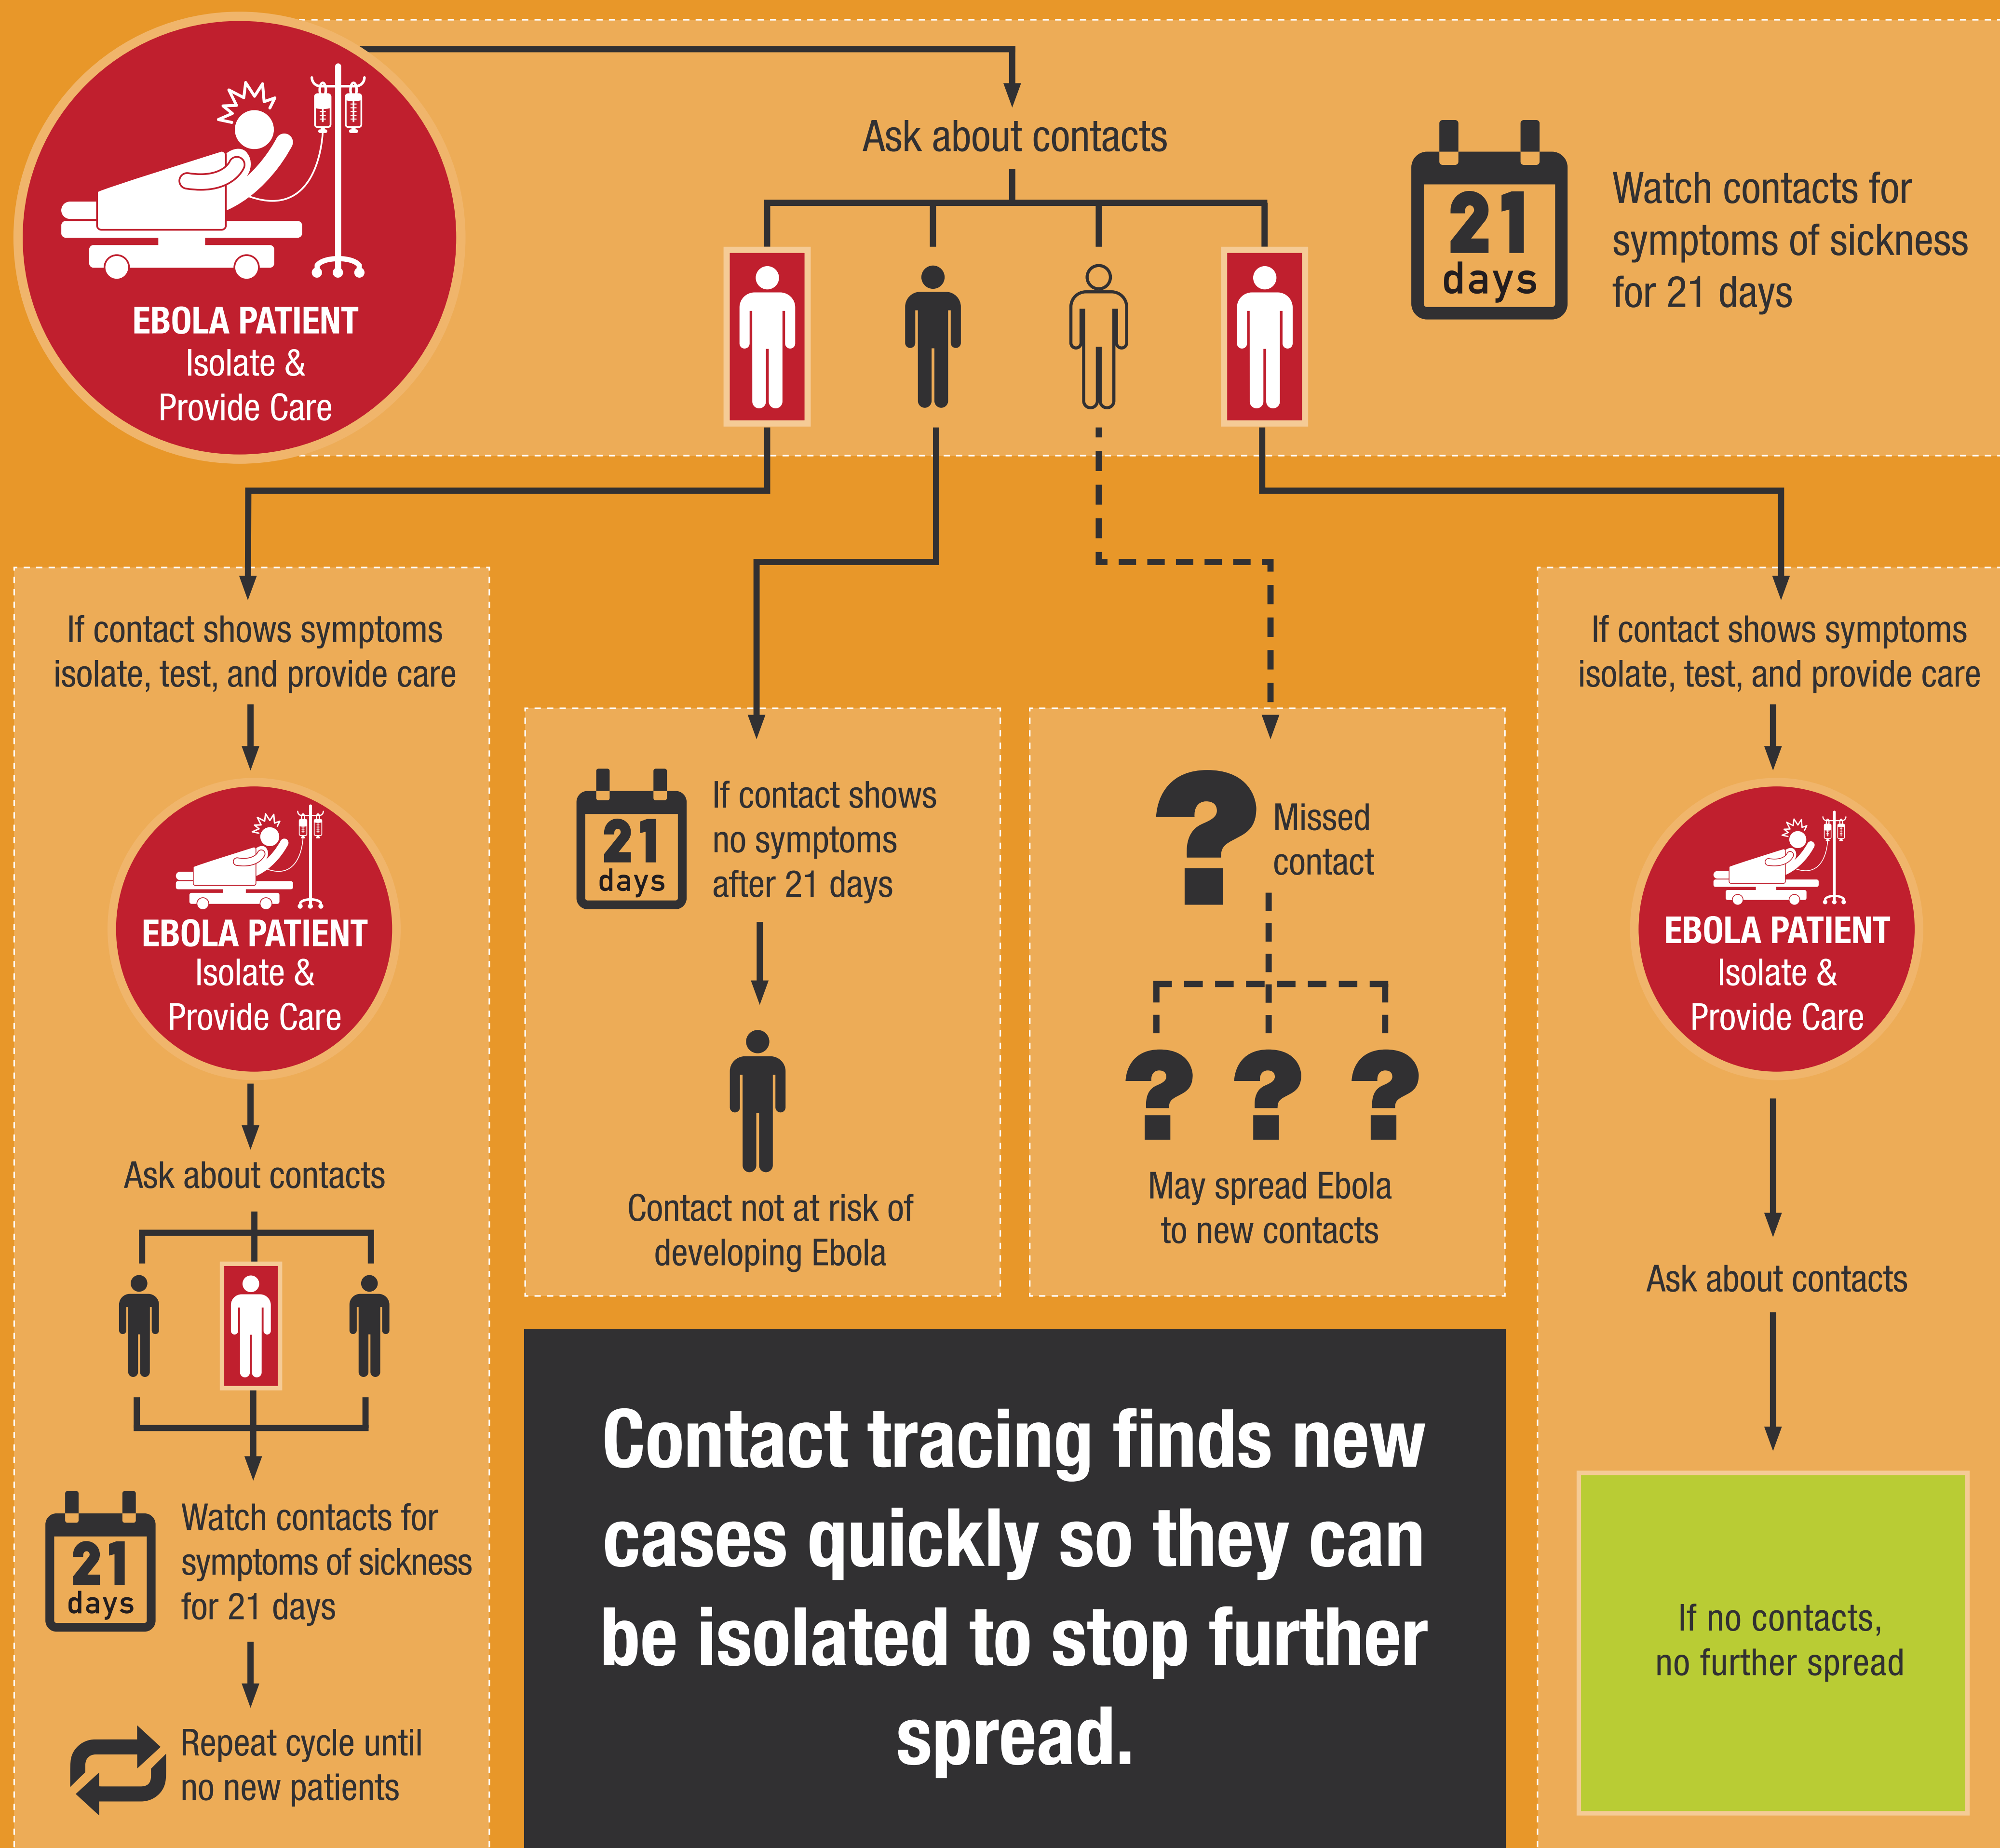 EBOLA PATIENT
Isolate &
Provide Care
Ask about contacts
21
days
Watch contacts for
symptoms of sickness
for 21 days
If contact shows symptoms
isolate, test, and provide care
EBOLA PATIENT
Isolate &
Provide Care
Ask about contacts
21
days
Watch contacts for
symptoms of sickness
for 21 days
Repeat cycle until
no new patients
21
days
If contact shows
no symptoms
after 21 days
Contact not at risk of
developing Ebola
?
Missed
contact
? ? ?
May spread Ebola
to new contacts
If contact shows symptoms
isolate, test, and provide care
EBOLA PATIENT
Isolate &
Provide Care
Ask about contacts
If no contacts,
no further spread
Contact tracing finds new
cases quickly so they can
be isolated to stop further
spread.